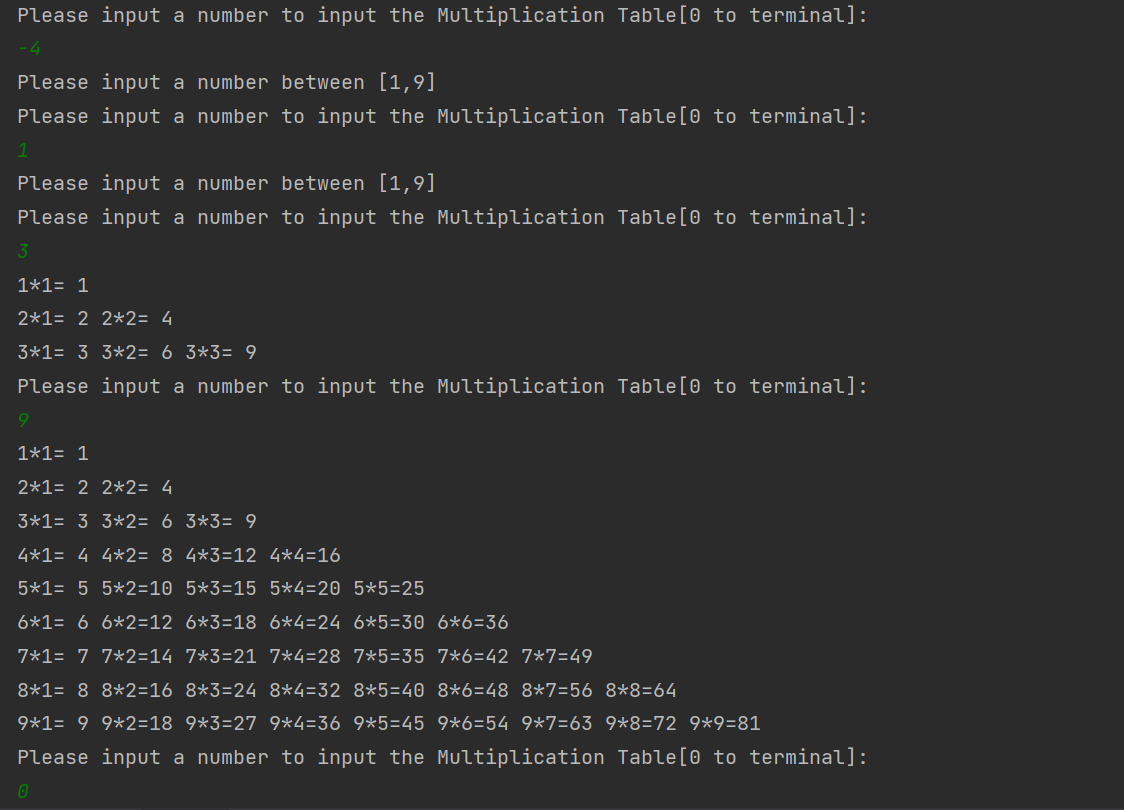 Please input a number to input the Multiplication Table[0 to terminal]:
-4
Please input a number between [1,9]
Please input a number to input the Multiplication Table[0 to terminal]:
1
Please input a number between [1,9]
Please input a number to input the Multiplication Table[0 to terminal]:
3
1*1= 1
2*1= 2 2*2= 4
3*1= 3 3*2= 6 3*3= 9
Please input a number to input the Multiplication Table[0 to terminal]:
9
1*1= 1
2*1= 2 2*2= 4
3*1= 3 3*2= 6 3*3= 9
4*1= 4 4*2= 8 4*3=12 4*4=16
5*1= 5 5*2=10 5*3=15 5*4=20 5*5=25
6*1= 6 6*2=12 6*3=18 6*4=24 6*5=30 6*6=36
7*1= 7 7*2=14 7*3=21 7*4=28 7*5=35 7*6=42 7*7=49
8*1= 8 8*2=16 8*3=24 8*4=32 8*5=40 8*6=48 8*7=56 8*8=64
9*1= 9 9*2=18 9*3=27 9*4=36 9*5=45 9*6=54 9*7=63 9*8=72 9*9=81
Please input a number to input the Multiplication Table[0 to terminal]:
0